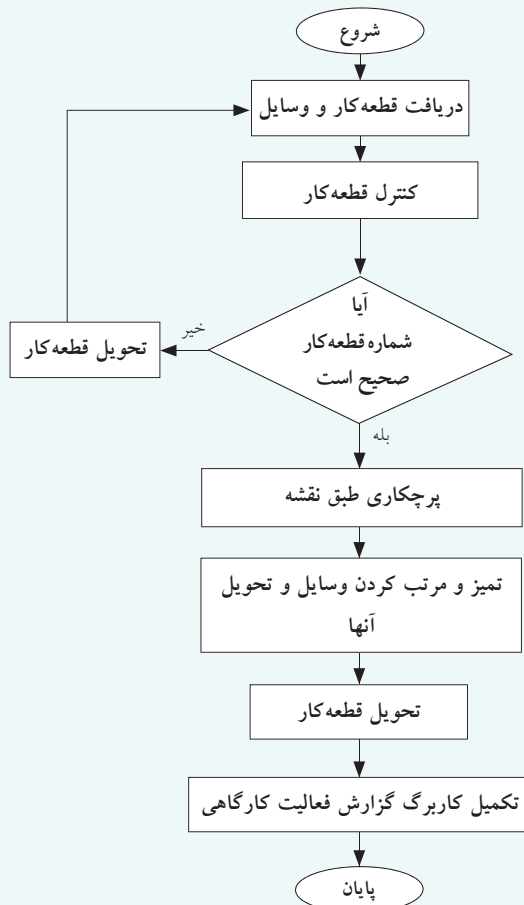 شروع
دریافت قطعه‌کار و وسایل
کنترل قطعه‌کار
آیا
شماره قطعه‌کار
صحیح است
خیر
تحویل قطعه‌کار
بله
پرچکاری طبق نقشه
تمیز و مرتب کردن وسایل و تحویل
آنها
تحویل قطعه‌کار
تکمیل کاربرگ گزارش فعالیت کارگاهی
پایان